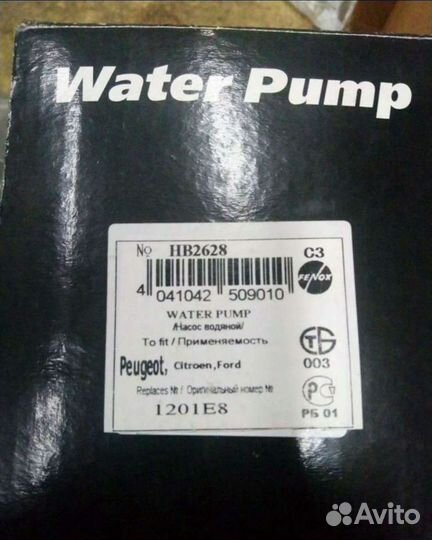 Water Pump
№ HB2628 C3
FENOX
4 041042 509010
WATER PUMP
/Насос водяной/
To fit / Применяемость
Peugeot, Citroen,Ford
003
Replaces № / Оригинальный номер №
1201E8
РБ 01
Avito